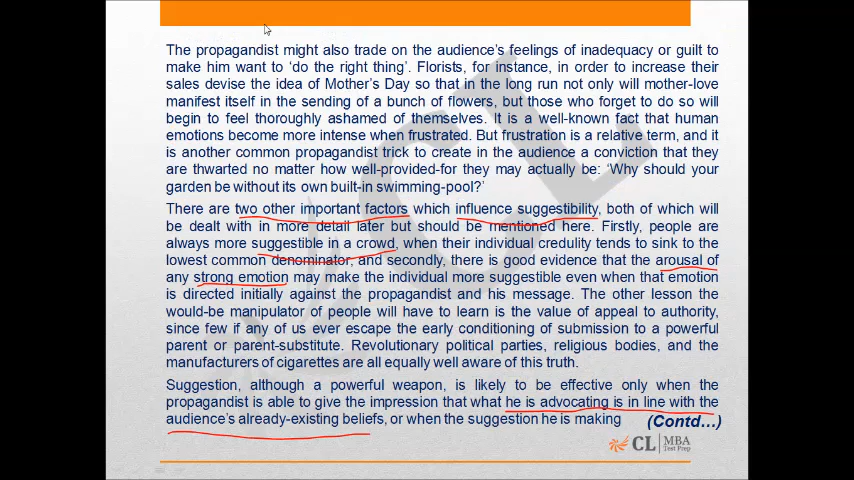 The propagandist might also trade on the audience's feelings of inadequacy or guilt to
make him want to 'do the right thing'. Florists, for instance, in order to increase their
sales devise the idea of Mother's Day so that in the long run not only will mother-love
manifest itself in the sending of a bunch of flowers, but those who forget to do so will
begin to feel thoroughly ashamed of themselves. It is a well-known fact that human
emotions become more intense when frustrated. But frustration is a relative term, and it
is another common propagandist trick to create in the audience a conviction that they
are thwarted no matter how well-provided-for they may actually be: 'Why should your
garden be without its own built-in swimming-pool?'
There are two other important factors which influence suggestibility, both of which will
be dealt with in more detail later but should be mentioned here. Firstly, people are
always more suggestible in a crowd, when their individual credulity tends to sink to the
lowest common denominator, and secondly, there is good evidence that the arousal of
any strong emotion may make the individual more suggestible even when that emotion
is directed initially against the propagandist and his message. The other lesson the
would-be manipulator of people will have to learn is the value of appeal to authority,
since few if any of us ever escape the early conditioning of submission to a powerful
parent or parent-substitute. Revolutionary political parties, religious bodies, and the
manufacturers of cigarettes are all equally well aware of this truth.
Suggestion, although a powerful weapon, is likely to be effective only when the
propagandist is able to give the impression that what he is advocating is in line with the
audience's already-existing beliefs, or when the suggestion he is making
(Contd...)
CL MBA
Test Prep